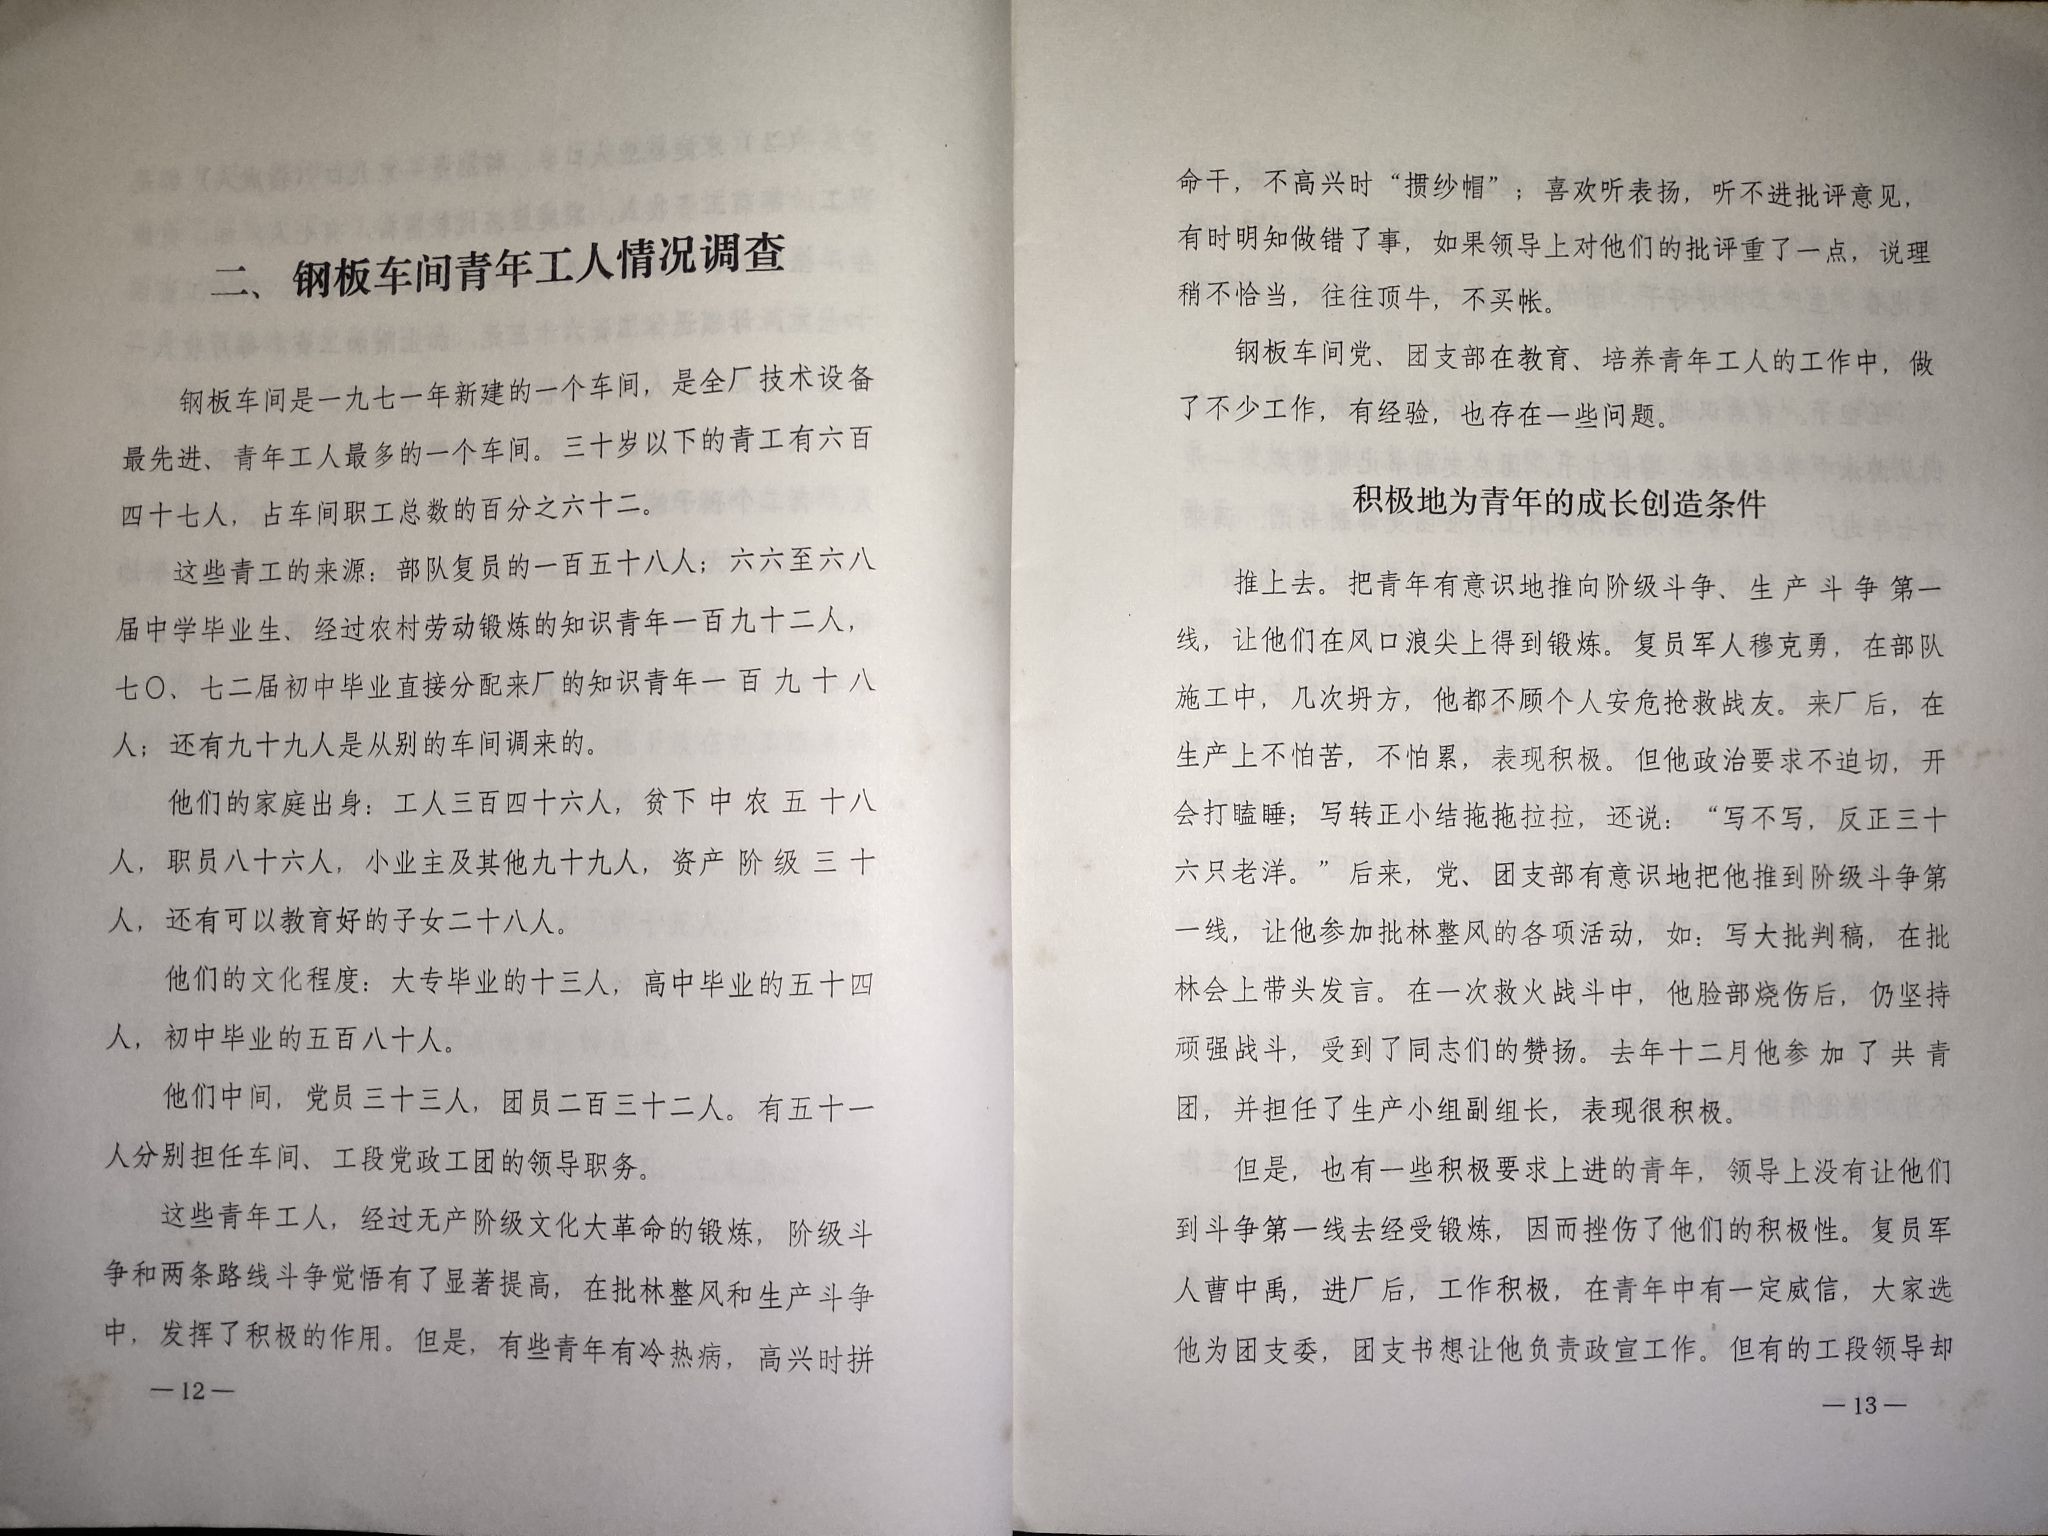 二、钢板车间青年工人情况调查
钢板车间是一九七一年新建的一个车间，是全厂技术设备
最先进、青年工人最多的一个车间。三十岁以下的青工有六百
四十七人，占车间职工总数的百分之六十二。
这些青工的来源：部队复员的一百五十八人；六六至六八
届中学毕业生、经过农村劳动锻炼的知识青年一百九十二人，
七〇、七二届初中毕业直接分配来厂的知识青年一百九十八
人；还有九十九人是从别的车间调来的。
他们的家庭出身：工人三百四十六人，贫下中农五十八
人，职员八十六人，小业主及其他九十九人，资产阶级三十
人，还有可以教育好的子女二十八人。
他们的文化程度：大专毕业的十三人，高中毕业的五十四
人，初中毕业的五百八十人。
他们中间，党员三十三人，团员二百三十二人。有五十一
人分别担任车间、工段党政工团的领导职务。
这些青年工人，经过无产阶级文化大革命的锻炼，阶级斗
争和两条路线斗争觉悟有了显著提高，在批林整风和生产斗争
中，发挥了积极的作用。但是，有些青年有冷热病，高兴时拼
—12—
命干，不高兴时“掼纱帽”；喜欢听表扬，听不进批评意见，
有时明知做错了事，如果领导上对他们的批评重了一点，说理
稍不恰当，往往顶牛，不买帐。
钢板车间党、团支部在教育、培养青年工人的工作中，做
了不少工作，有经验，也存在一些问题。
积极地为青年的成长创造条件
推上去。把青年有意识地推向阶级斗争、生产斗争第一
线，让他们在风口浪尖上得到锻炼。复员军人穆克勇，在部队
施工中，几次坍方，他都不顾个人安危抢救战友。来厂后，在
生产上不怕苦，不怕累，表现积极。但他政治要求不迫切，开
会打瞌睡；写转正小结拖拖拉拉，还说：“写不写，反正三十
六只老洋。”后来，党、团支部有意识地把他推到阶级斗争第
一线，让他参加批林整风的各项活动，如：写大批判稿，在批
林会上带头发言。在一次救火战斗中，他脸部烧伤后，仍坚持
顽强战斗，受到了同志们的赞扬。去年十二月他参加了共青
团，并担任了生产小组副组长，表现很积极。
但是，也有一些积极要求上进的青年，领导上没有让他们
到斗争第一线去经受锻炼，因而挫伤了他们的积极性。复员军
人曹中禹，进厂后，工作积极，在青年中有一定威信，大家选
他为团支委，团支书想让他负责政宣工作。但有的工段领导却
—13—